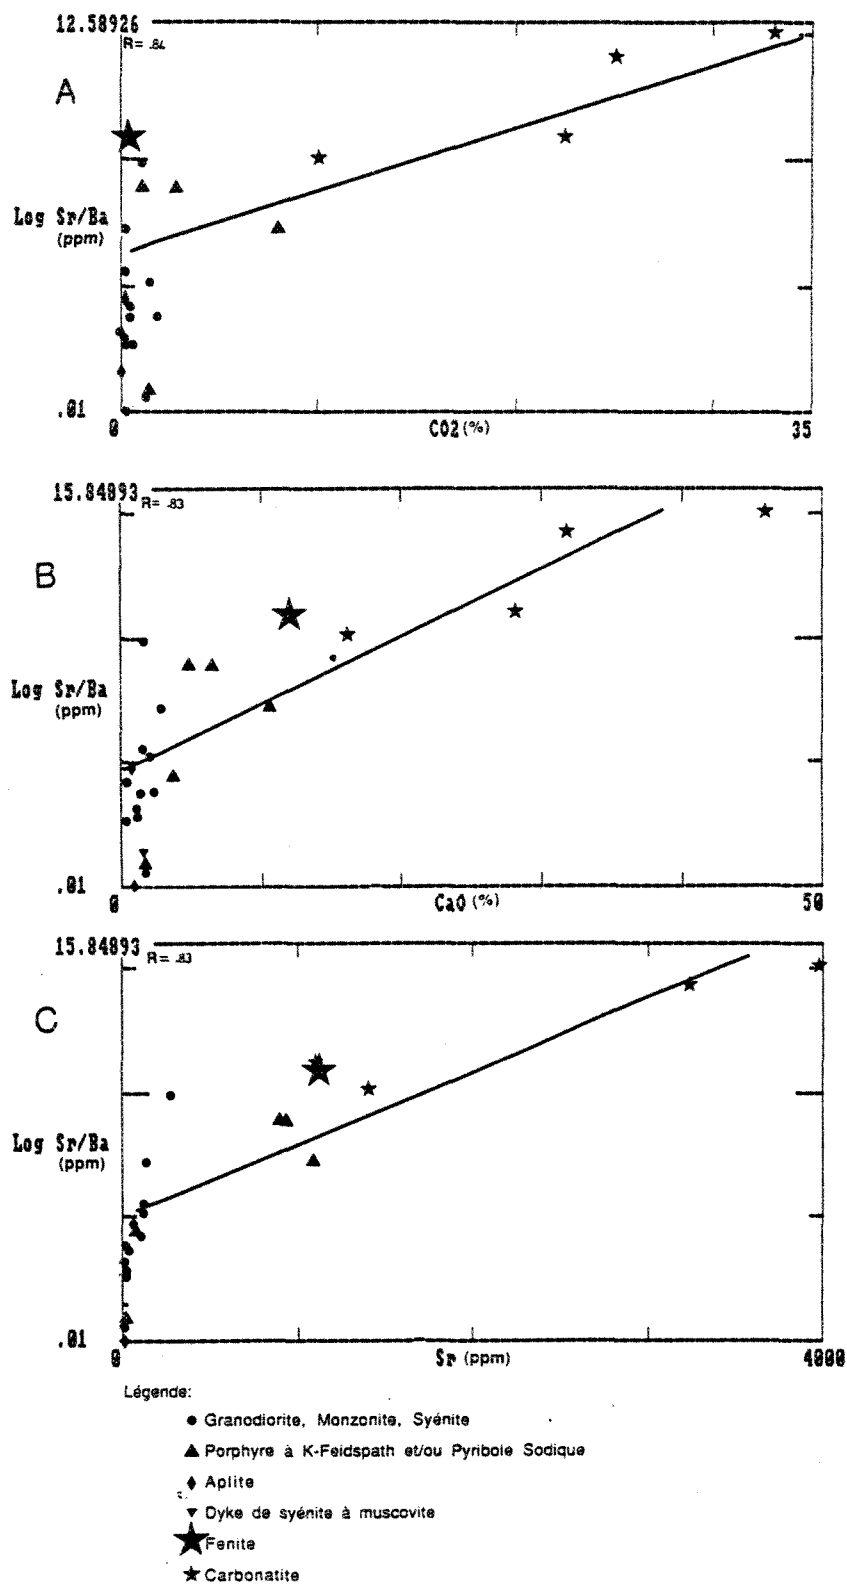 12.58926
R= .84
A
Log Sr/Ba
(ppm)
.01
0
CO2 (%)
35
15.84893
R= .83
B
Log Sr/Ba
(ppm)
.01
0
CaO (%)
50
15.84893
R= .83
C
Log Sr/Ba
(ppm)
.01
0
Sr (ppm)
4000
Légende:
Granodiorite, Monzonite, Syénite
Porphyre à K-Feldspath et/ou Pyribole Sodique
Aplite
Dyke de syénite à muscovite
Fenite
Carbonatite